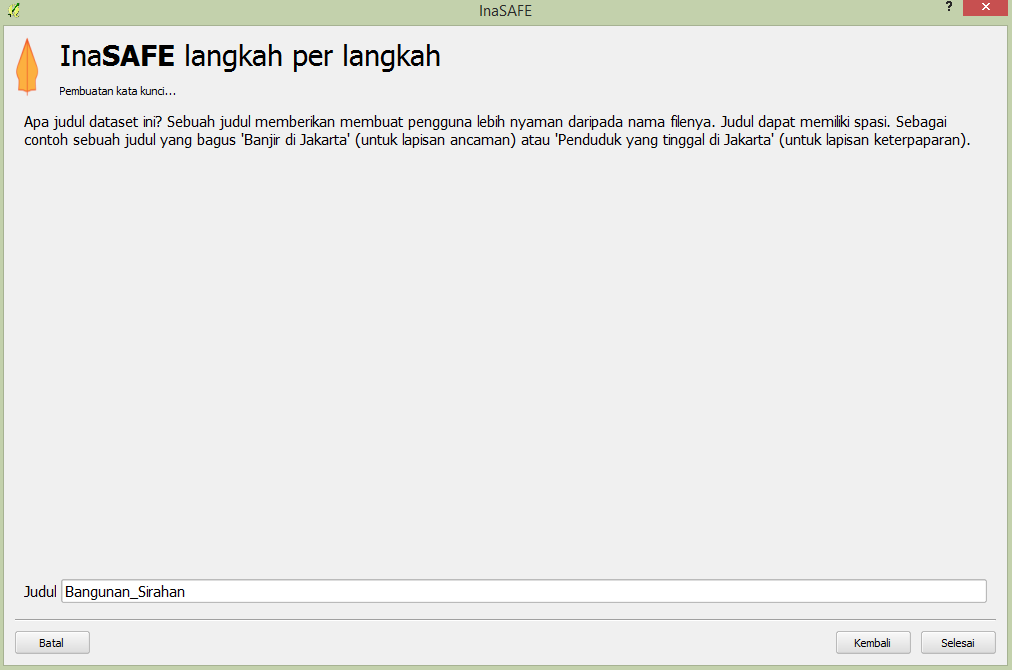 InaSAFE
?
InaSAFE langkah per langkah
Pembuatan kata kunci...
Apa judul dataset ini? Sebuah judul memberikan membuat pengguna lebih nyaman daripada nama filenya. Judul dapat memiliki spasi. Sebagai
contoh sebuah judul yang bagus 'Banjir di Jakarta' (untuk lapisan ancaman) atau 'Penduduk yang tinggal di Jakarta' (untuk lapisan keterpaparan).
Judul Bangunan_Sirahan
Batal Kembali Selesai